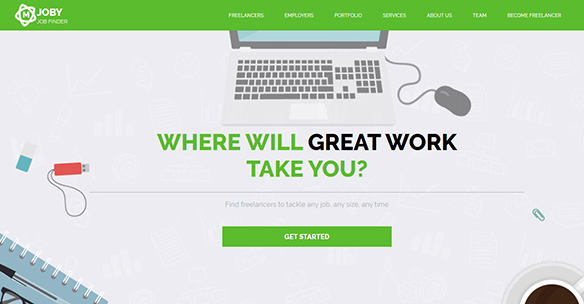 M JOBY
JOB FINDER
FREELANCERS EMPLOYERS PORTFOLIO SERVICES ABOUT US TEAM BECOME FREELANCER
WHERE WILL GREAT WORK
TAKE YOU?
Find freelancers to tackle any job, any size, any time
GET STARTED